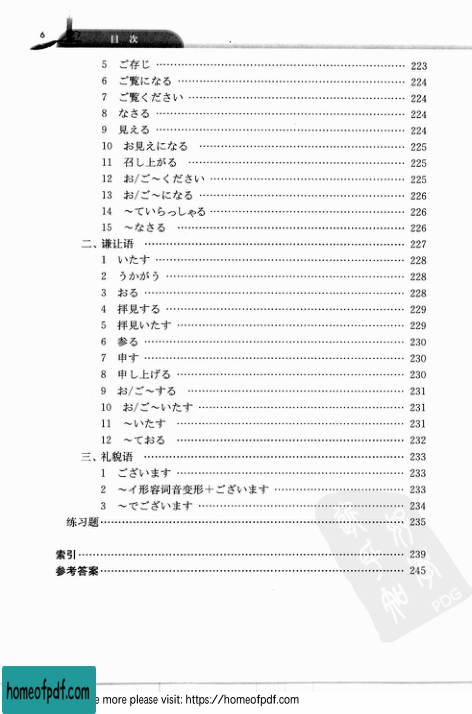 6
目 次
5 ご存じ ……………………………… 223
6 ご覧になる ……………………………… 224
7 ご覧ください ……………………………… 224
8 なさる ……………………………… 224
9 見える ……………………………… 224
10 お見えになる ……………………………… 225
11 召し上がる ……………………………… 225
12 お/ご～ください ……………………………… 225
13 お/ご～になる ……………………………… 226
14 ～ていらっしゃる ……………………………… 226
15 ～なさる ……………………………… 226
二、谦让语 ……………………………… 227
1 いたす ……………………………… 228
2 うかがう ……………………………… 228
3 おる ……………………………… 228
4 拝見する ……………………………… 229
5 拝見いたす ……………………………… 229
6 参る ……………………………… 230
7 申す ……………………………… 230
8 申し上げる ……………………………… 230
9 お/ご～する ……………………………… 231
10 お/ご～いたす ……………………………… 231
11 ～いたす ……………………………… 231
12 ～ておる ……………………………… 232
三、礼貌语 ……………………………… 233
1 ございます ……………………………… 233
2 ～イ形容词音变形＋ございます ……………………………… 233
3 ～でございます ……………………………… 234
练习题 ……………………………… 235
索引 ……………………………… 239
参考答案 ……………………………… 245
PDG
homeofpdf.com
more please visit: https://homeofpdf.com